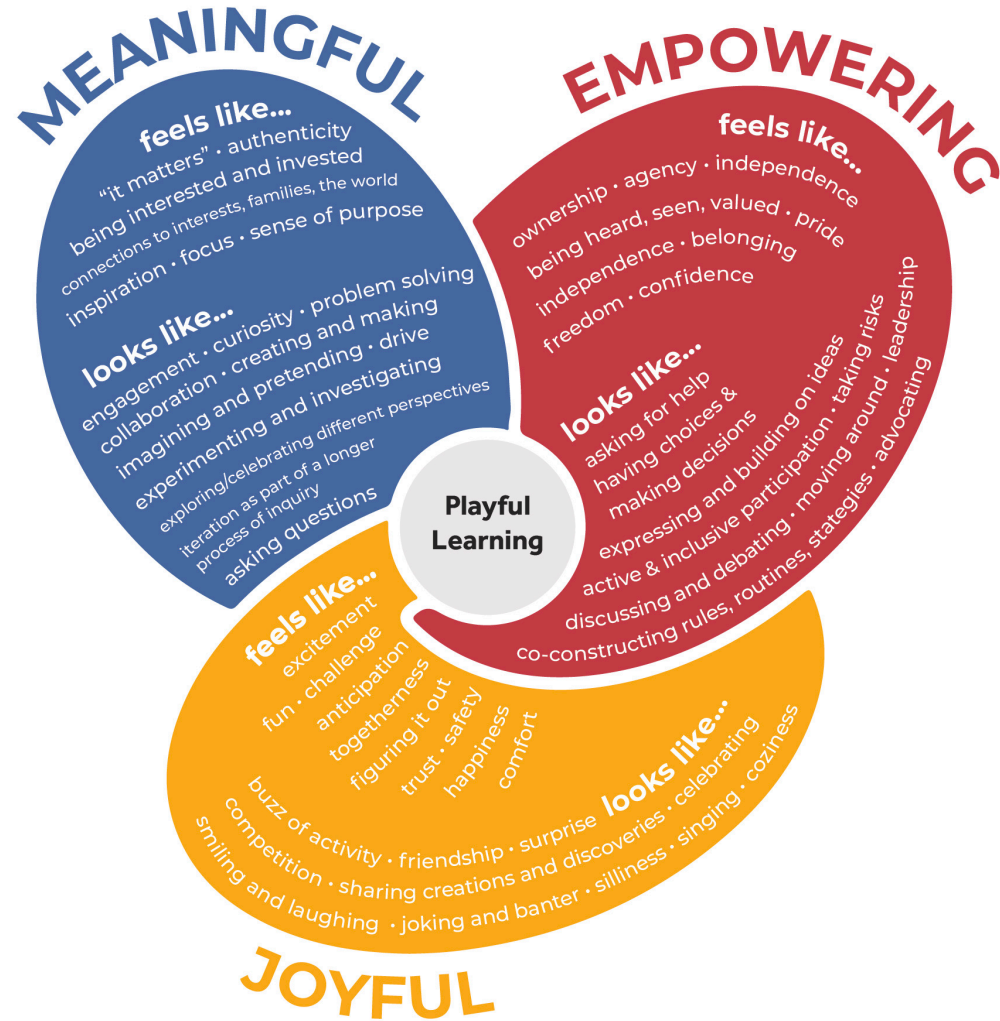 MEANINGFUL
feels like...
"it matters" · authenticity
being interested and invested
connections to interests, families, the world
inspiration · focus · sense of purpose
looks like...
engagement · curiosity · problem solving
collaboration · creating and making
imagining and pretending · drive
experimenting and investigating
exploring/celebrating different perspectives
iteration as part of a longer
process of inquiry
asking questions
EMPOWERING
feels like...
ownership · agency · independence
being heard, seen, valued · pride
independence · belonging
freedom · confidence
looks like...
asking for help
having choices &
making decisions
expressing and building on ideas
active & inclusive participation · taking risks
discussing and debating · moving around · leadership
co-constructing rules, routines, stategies · advocating
Playful
Learning
feels like...
excitement
fun · challenge
anticipation
togetherness
figuring it out
trust · safety
happiness
comfort
looks like...
buzz of activity · friendship · surprise
competition · sharing creations and discoveries · celebrating
smiling and laughing · joking and banter · silliness · singing · coziness
JOYFUL